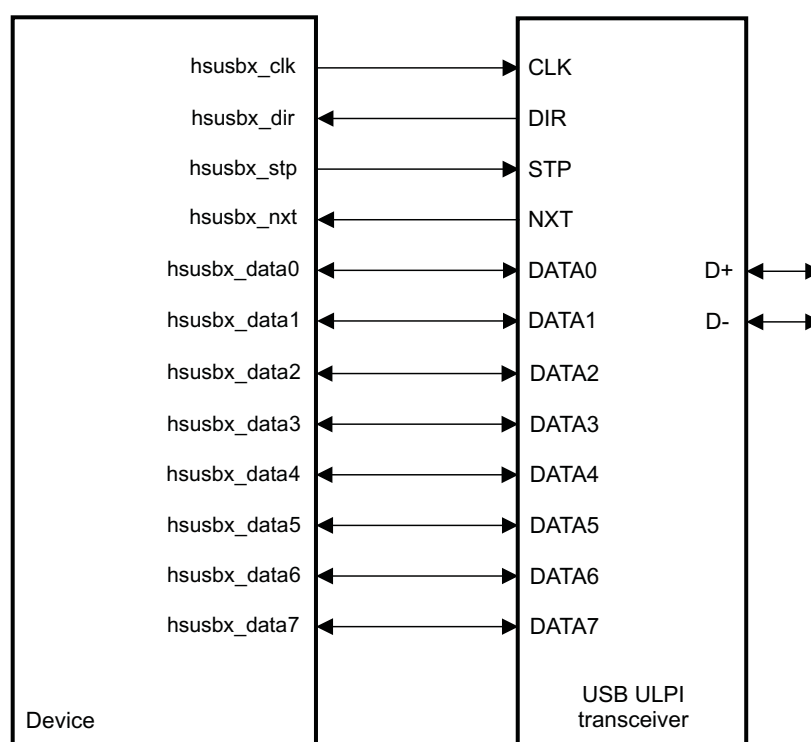 hsusbx_clk CLK
hsusbx_dir DIR
hsusbx_stp STP
hsusbx_nxt NXT
hsusbx_data0 DATA0 D+
hsusbx_data1 DATA1 D-
hsusbx_data2 DATA2
hsusbx_data3 DATA3
hsusbx_data4 DATA4
hsusbx_data5 DATA5
hsusbx_data6 DATA6
hsusbx_data7 DATA7
USB ULPI
Device transceiver